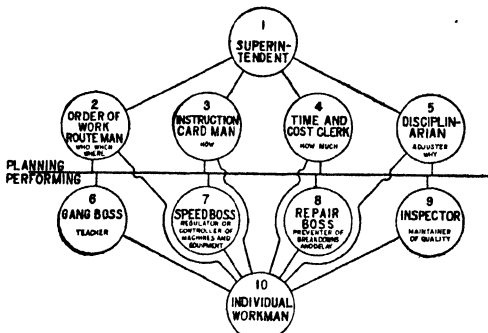 1
SUPERIN-
TENDENT
2
ORDER OF
WORK
ROUTE MAN
WHO WHEN
WHERE
3
INSTRUCTION
CARD MAN
HOW
4
TIME AND
COST CLERK
HOW MUCH
5
DISCIPLIN-
ARIAN
ADJUSTER
WHY
PLANNING
PERFORMING
6
GANG BOSS
TEACHER
7
SPEED BOSS
REGULATOR OR
CONTROLLER OF
MACHINES AND
EQUIPMENT
8
REPAIR
BOSS
PREVENTER OF
BREAKDOWNS
AND DELAY
9
INSPECTOR
MAINTAINER
OF QUALITY
10
INDIVIDUAL
WORKMAN